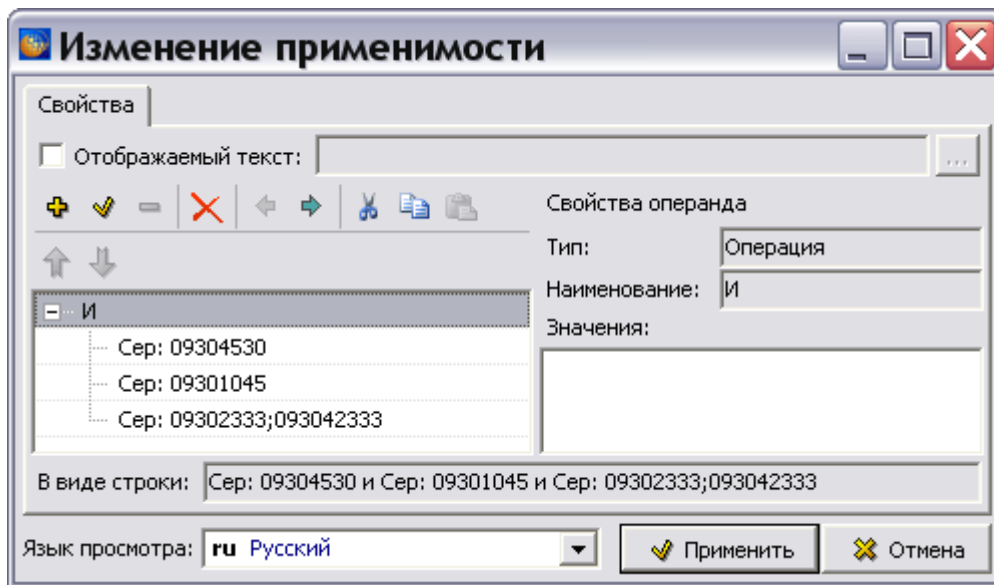 Изменение применимости
Свойства
Отображаемый текст:
...
Свойства операнда
Тип: Операция
Наименование: И
Значения:
И
Сер: 09304530
Сер: 09301045
Сер: 09302333;093042333
В виде строки: Сер: 09304530 и Сер: 09301045 и Сер: 09302333;093042333
Язык просмотра: ru Русский
Применить
Отмена